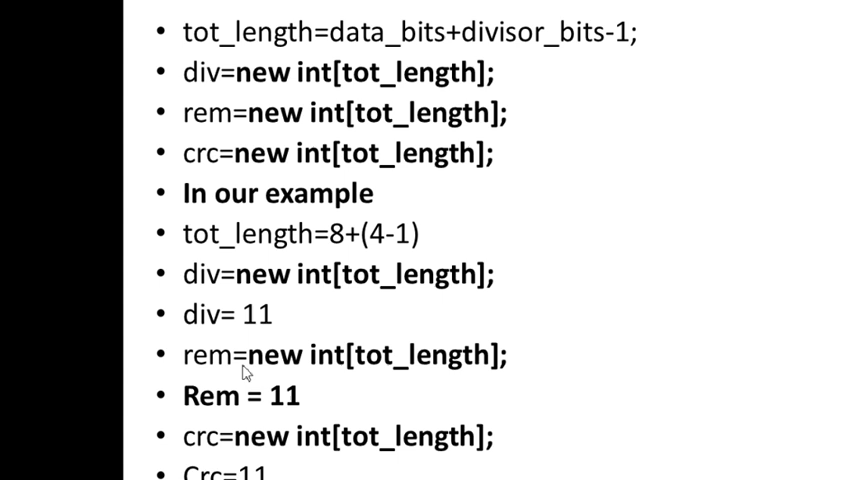 • tot_length=data_bits+divisor_bits-1;
• div=new int[tot_length];
• rem=new int[tot_length];
• crc=new int[tot_length];
• In our example
• tot_length=8+(4-1)
• div=new int[tot_length];
• div= 11
• rem=new int[tot_length];
• Rem = 11
• crc=new int[tot_length];
• Crc=11